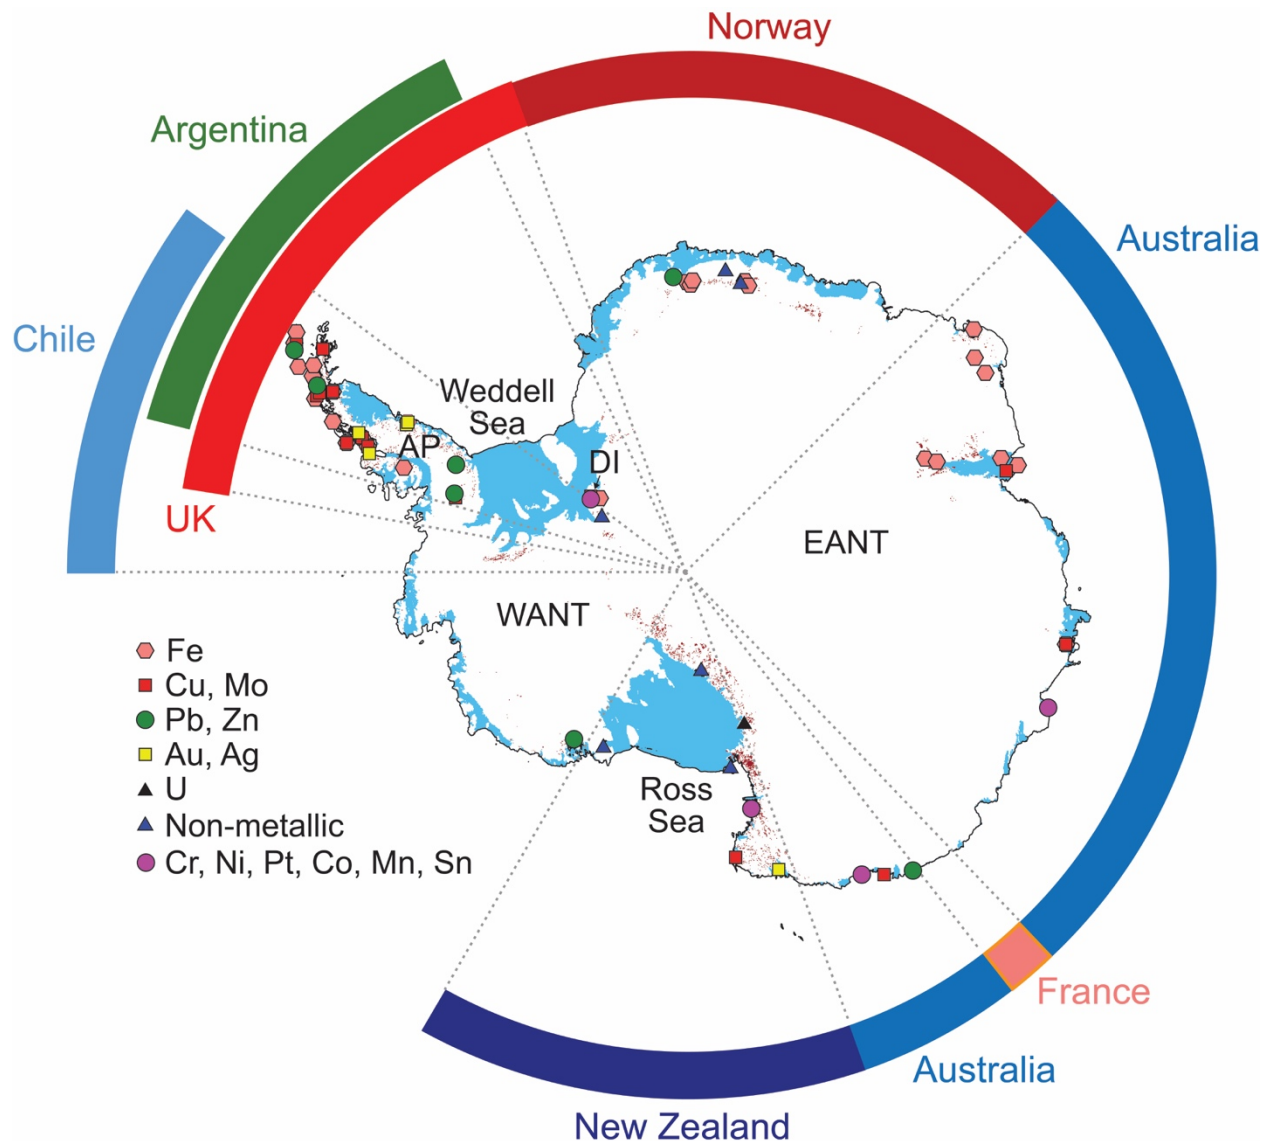 Norway
Argentina
Australia
Chile
Weddell
Sea
AP
DI
UK
EANT
WANT
Fe
Cu, Mo
Pb, Zn
Au, Ag
U
Non-metallic
Cr, Ni, Pt, Co, Mn, Sn
Ross
Sea
France
Australia
New Zealand